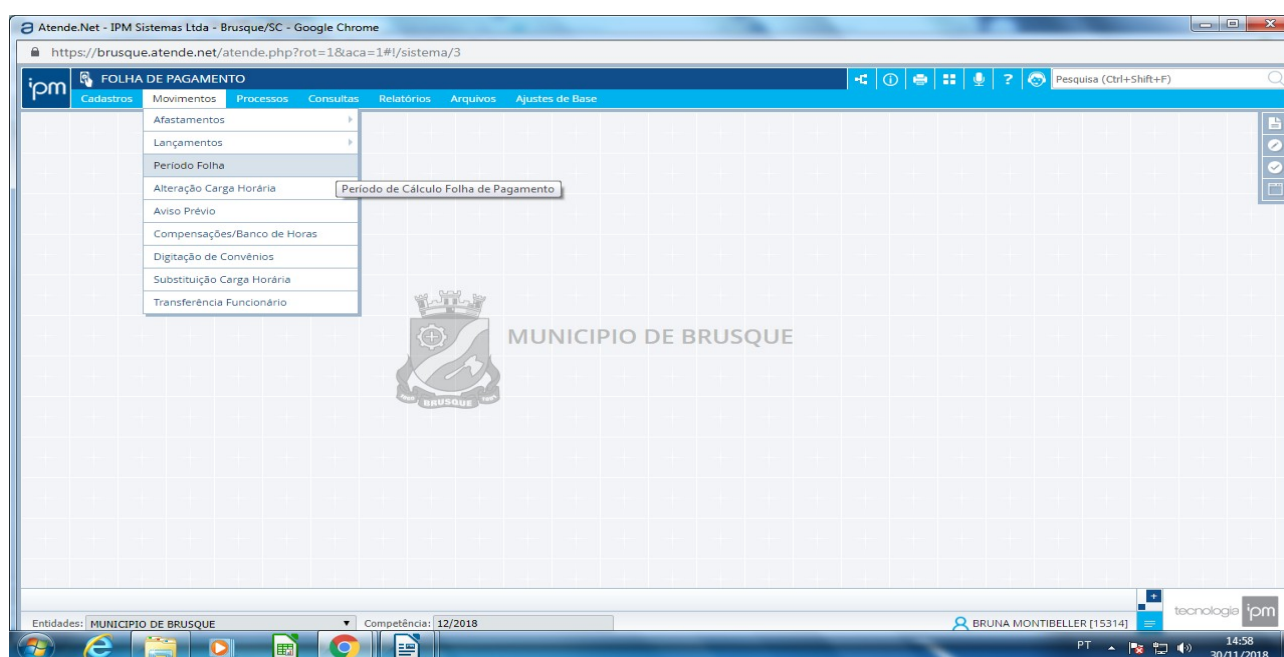 Atende.Net - IPM Sistemas Ltda - Brusque/SC - Google Chrome
https://brusque.atende.net/atende.php?rot=1&aca=1#!/sistema/3
ipm FOLHA DE PAGAMENTO Pesquisa (Ctrl+Shift+F)
Cadastros Movimentos Processos Consultas Relatórios Arquivos Ajustes de Base
Afastamentos
Lançamentos
Período Folha
Alteração Carga Horária
Período de Cálculo Folha de Pagamento
Aviso Prévio
Compensações/Banco de Horas
Digitação de Convênios
Substituição Carga Horária
Transferência Funcionário
MUNICIPIO DE BRUSQUE
BRUSQUE
tecnologia ipm
Entidades: MUNICIPIO DE BRUSQUE Competência: 12/2018 BRUNA MONTIBELLER [15314]
PT 14:58
30/11/2018